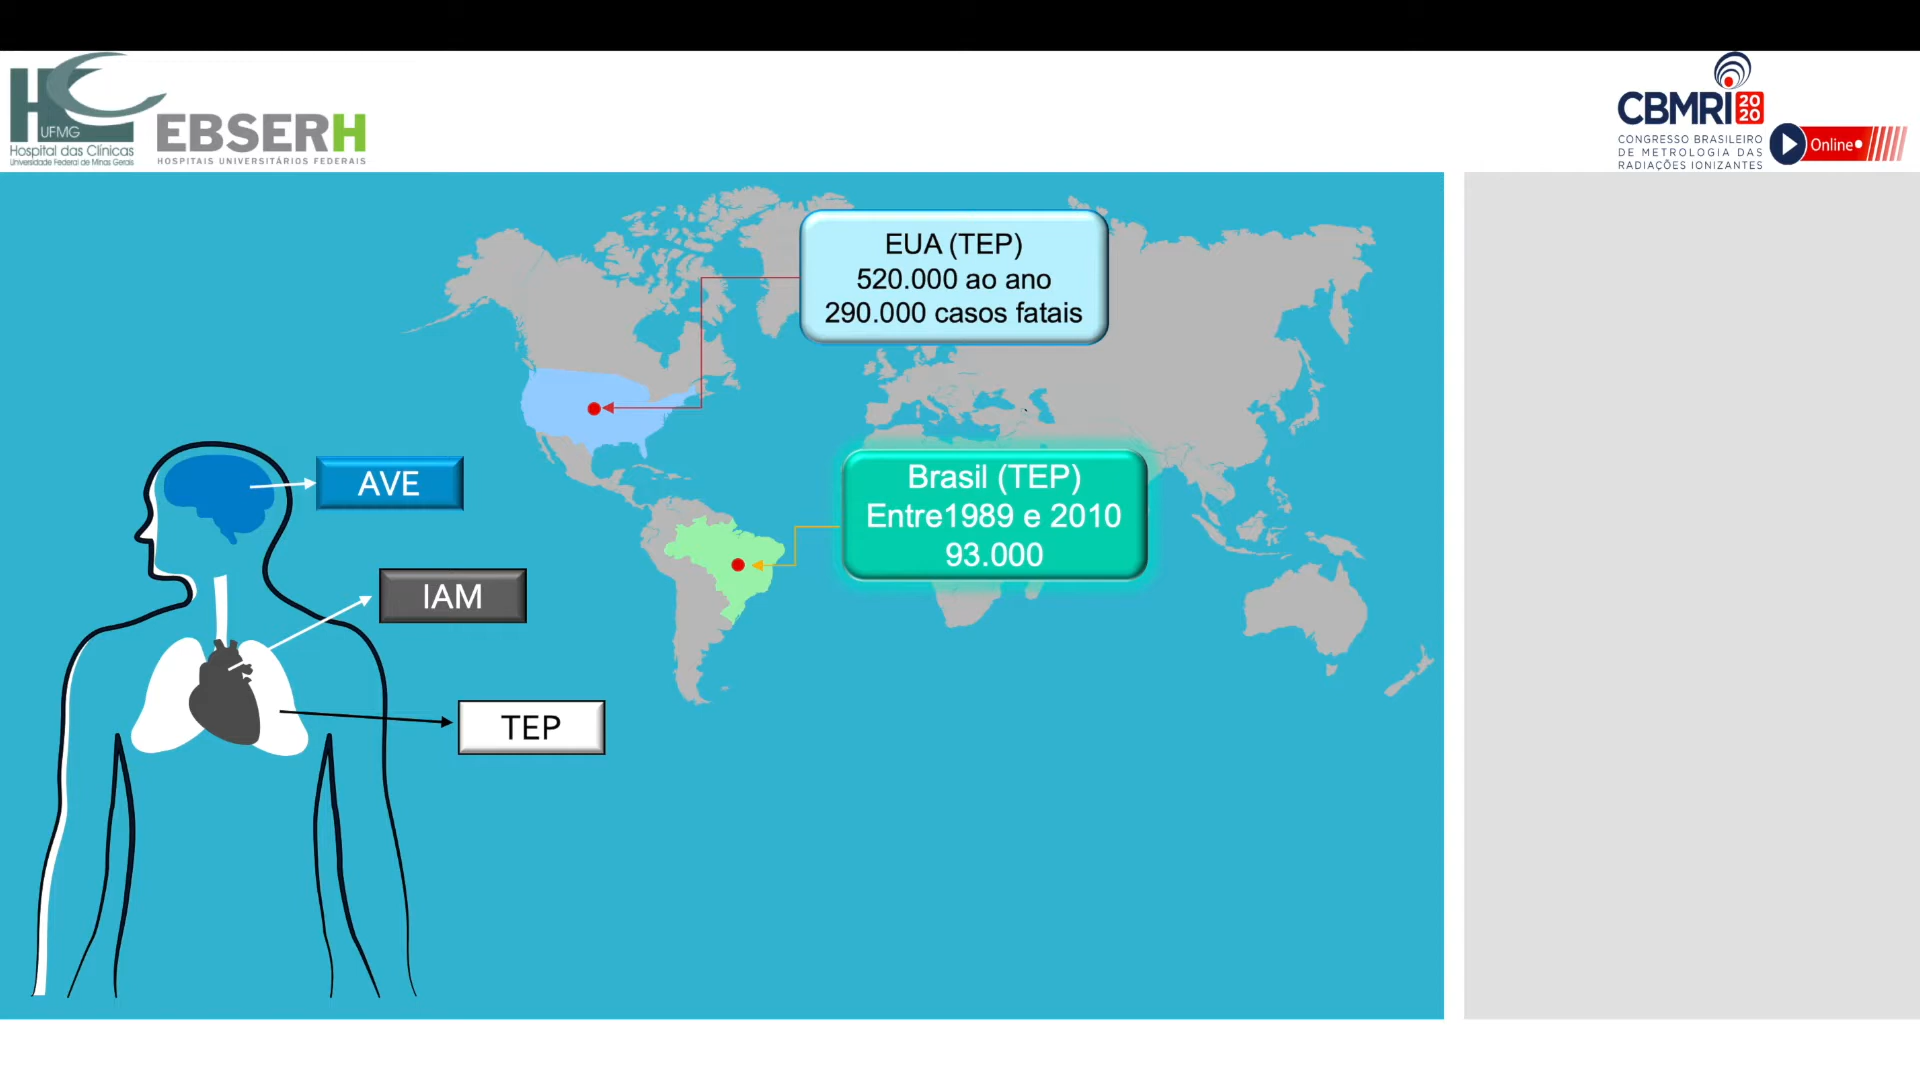 UFMG
Hospital das Clínicas
Universidade Federal de Minas Gerais
EBSERH
HOSPITAIS UNIVERSITÁRIOS FEDERAIS
CBMRI 2020
CONGRESSO BRASILEIRO
DE METROLOGIA DAS
RADIAÇÕES IONIZANTES
Online
EUA (TEP)
520.000 ao ano
290.000 casos fatais
Brasil (TEP)
Entre1989 e 2010
93.000
AVE
IAM
TEP